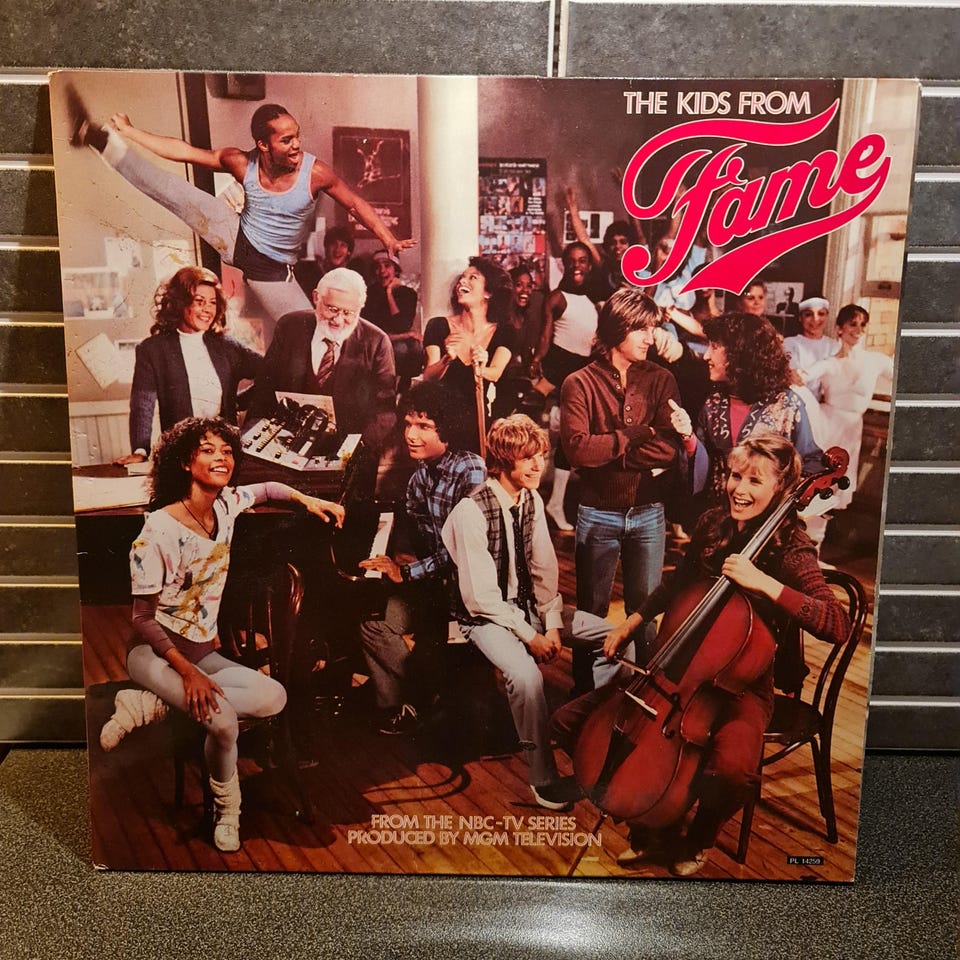 THE KIDS FROM
Fame
FROM THE NBC-TV SERIES
PRODUCED BY MGM TELEVISION
PL 14259